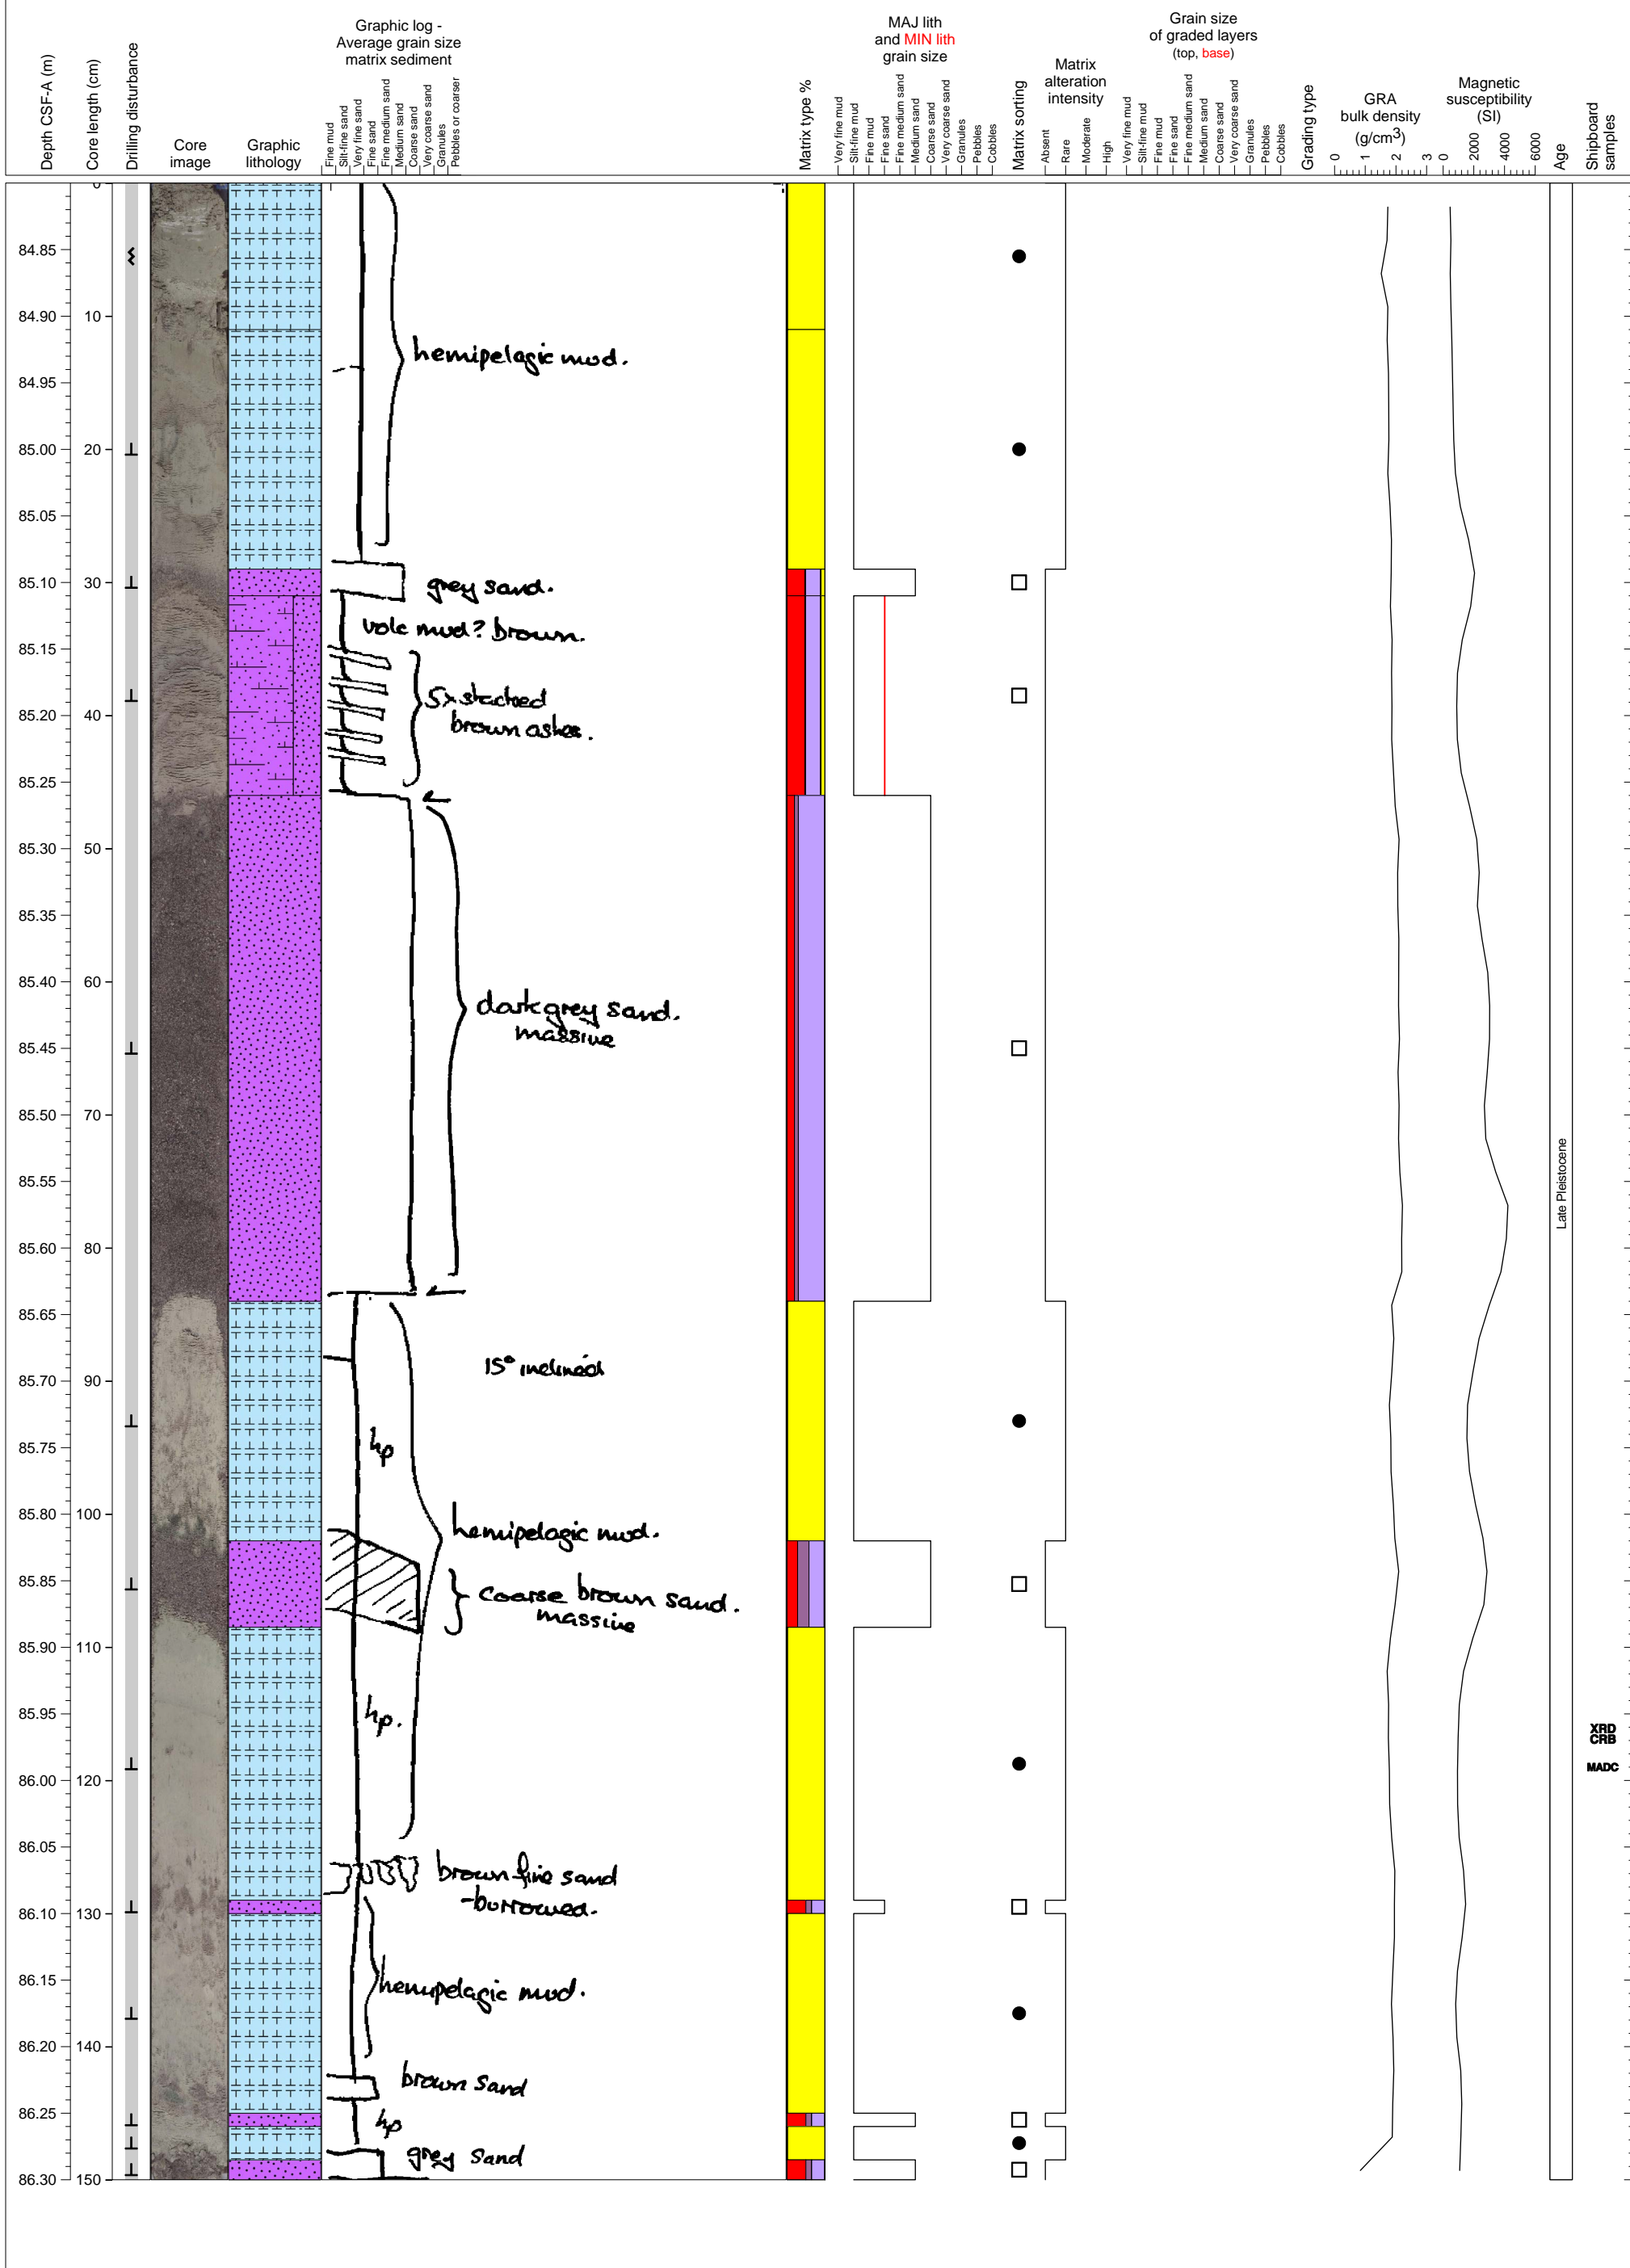 Depth CSF-A (m)
Core length (cm)
Drilling disturbance
Core
image
Graphic
lithology
Graphic log -
Average grain size
matrix sediment
Fine mud
Silt-fine sand
Very fine sand
Fine sand
Fine medium sand
Medium sand
Coarse sand
Very coarse sand
Granules
Pebbles or coarser
Matrix type %
MAJ lith
and MIN lith
grain size
Very fine mud
Silt-fine mud
Fine mud
Fine sand
Fine medium sand
Medium sand
Coarse sand
Very coarse sand
Granules
Pebbles
Cobbles
Matrix sorting
Matrix
alteration
intensity
Absent
Rare
Moderate
High
Grain size
of graded layers
(top, base)
Very fine mud
Silt-fine mud
Fine mud
Fine sand
Fine medium sand
Medium sand
Coarse sand
Very coarse sand
Granules
Pebbles
Cobbles
Grading type
GRA
bulk density
(g/cm3)
0 1 2 3
Magnetic
susceptibility
(SI)
0 2000 4000 6000
Age
Shipboard
samples
0
84.85
84.90 10
hemipelagic mud.
84.95
85.00 20
85.05
85.10 30
grey sand.
volc mud? brown.
85.15
5x stacked
85.20 40
brown ashes.
85.25
85.30 50
85.35
85.40 60
dark grey sand.
massive
85.45
85.50 70
85.55
Late Pleistocene
85.60 80
85.65
15° inclined
85.70 90
hp
85.75
85.80 100
hemipelagic mud.
85.85
coarse brown sand.
massive
85.90 110
hp.
85.95
XRD
CRB
MADC
86.00 120
86.05
brown fine sand
-burrowed.
86.10 130
86.15
hemipelagic mud.
86.20 140
brown sand
86.25
hp
grey sand
86.30 150